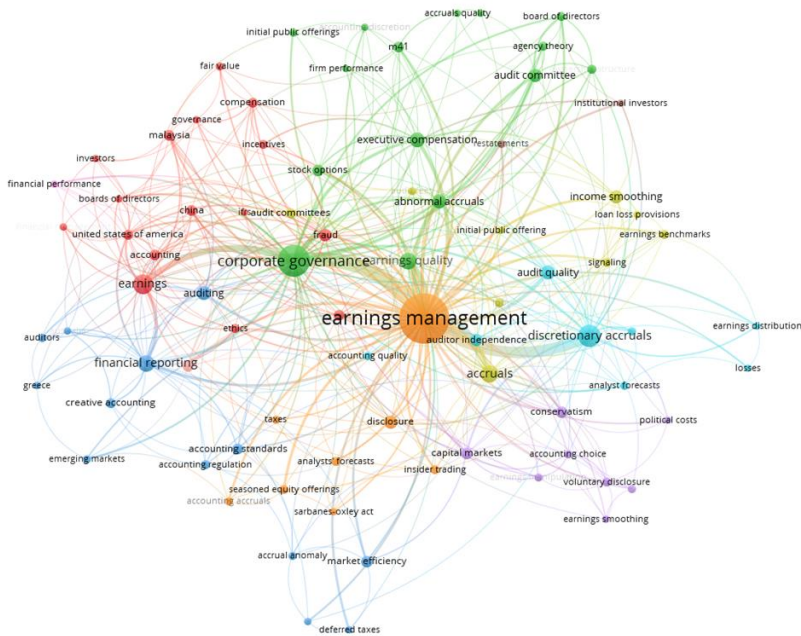 accruals quality
board of directors
accounting discretion
initial public offerings
m41
agency theory
fair value
firm performance
audit committee
compensation
institutional investors
governance
malaysia
incentives
executive compensation
restatements
investors
stock options
financial performance
income smoothing
boards of directors
abnormal accruals
china
ifrs
audit committees
loan loss provisions
united states of america
fraud
initial public offering
earnings benchmarks
accounting
corporate governance
earnings quality
signaling
audit quality
earnings
auditing
earnings management
earnings distribution
ethics
auditors
auditor independence
discretionary accruals
accounting quality
financial reporting
losses
accruals
greece
analyst forecasts
creative accounting
conservatism
taxes
disclosure
political costs
accounting standards
capital markets
accounting choice
emerging markets
accounting regulation
analysts' forecasts
insider trading
voluntary disclosure
seasoned equity offerings
accounting accruals
sarbanes-oxley act
earnings smoothing
accrual anomaly
market efficiency
deferred taxes